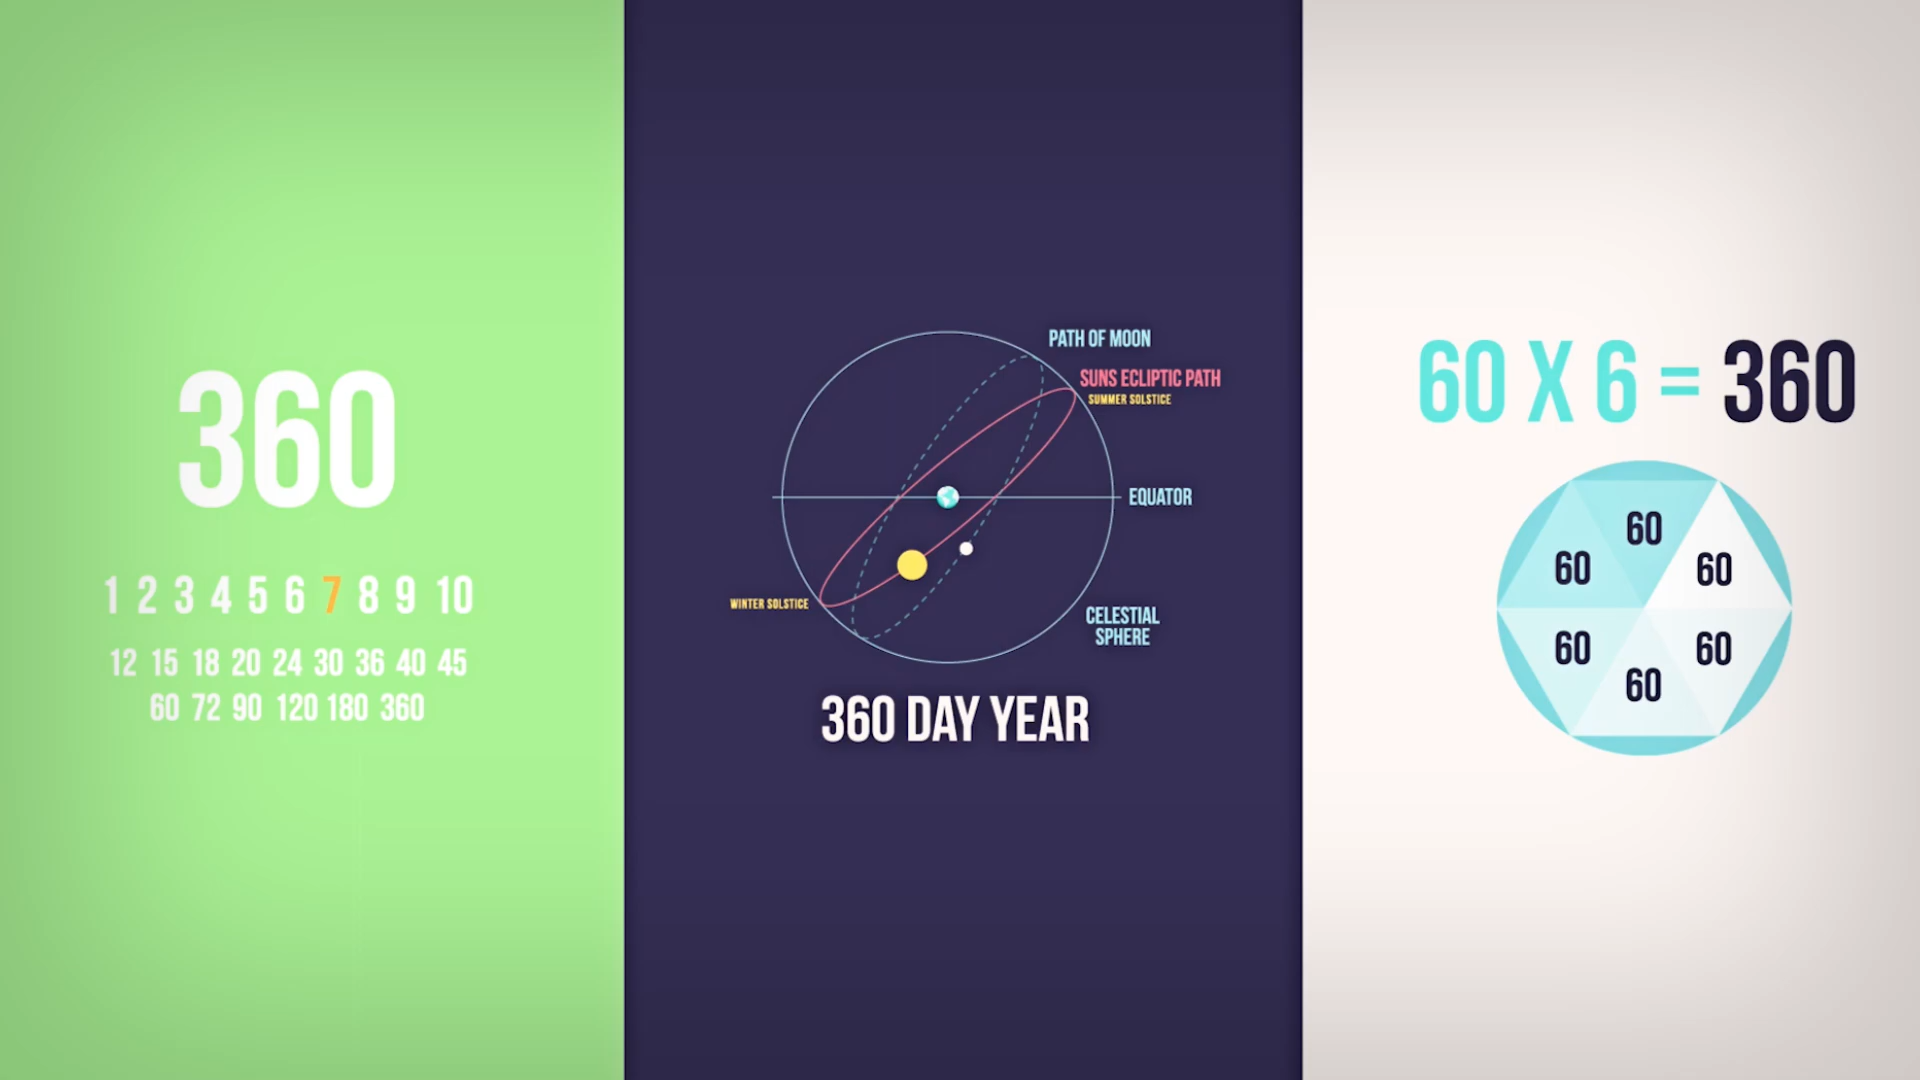 360
1 2 3 4 5 6 7 8 9 10
12 15 18 20 24 30 36 40 45
60 72 90 120 180 360
PATH OF MOON
SUNS ECLIPTIC PATH
SUMMER SOLSTICE
EQUATOR
WINTER SOLSTICE
CELESTIAL
SPHERE
360 DAY YEAR
60 X 6 = 360
60
60
60
60
60
60